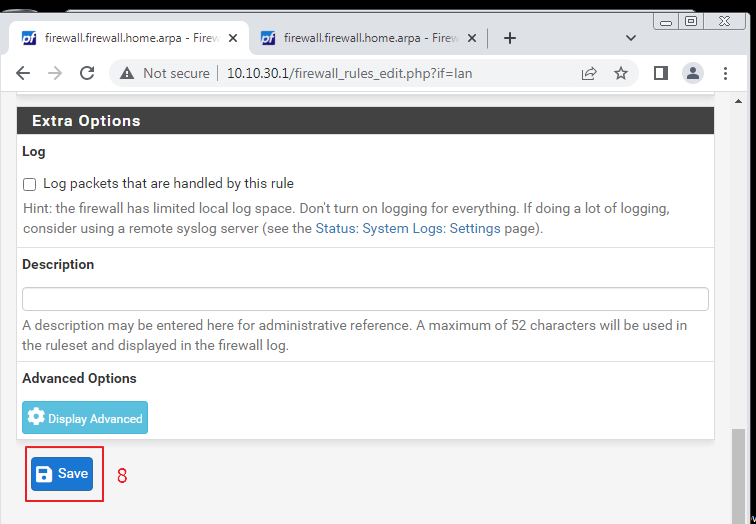 firewall.firewall.home.arpa - Firew
firewall.firewall.home.arpa - Firew
Not secure
10.10.30.1/firewall_rules_edit.php?if=lan
Extra Options
Log
Log packets that are handled by this rule
Hint: the firewall has limited local log space. Don't turn on logging for everything. If doing a lot of logging,
consider using a remote syslog server (see the Status: System Logs: Settings page).
Description
A description may be entered here for administrative reference. A maximum of 52 characters will be used in
the ruleset and displayed in the firewall log.
Advanced Options
Display Advanced
Save
8